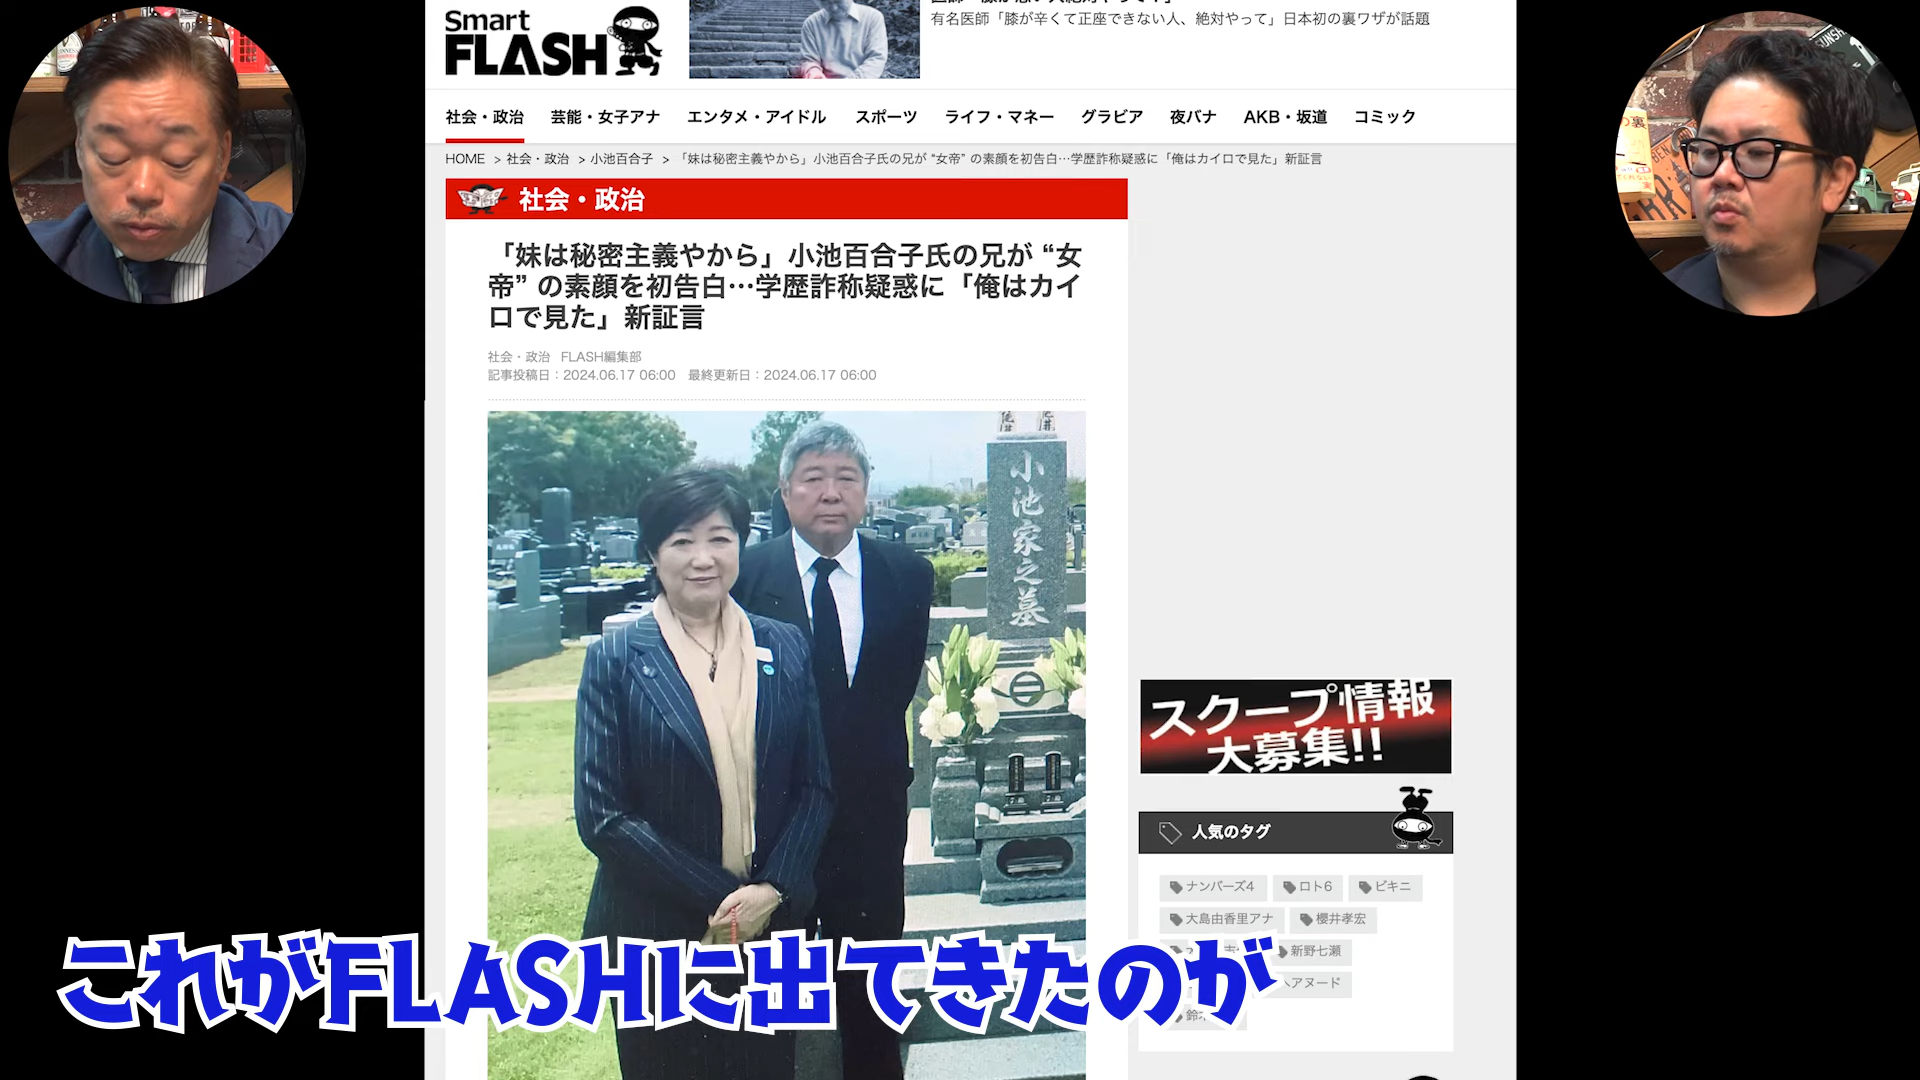 Smart
FLASH
有名医師「膝が辛くて正座できない人、絶対やって」日本初の裏ワザが話題
社会・政治 芸能・女子アナ エンタメ・アイドル スポーツ ライフ・マネー グラビア 夜バナ AKB・坂道 コミック
HOME > 社会・政治 > 小池百合子 > 「妹は秘密主義やから」小池百合子氏の兄が “女帝” の素顔を初告白…学歴詐称疑惑に「俺はカイロで見た」新証言
社会・政治
「妹は秘密主義やから」小池百合子氏の兄が “女
帝” の素顔を初告白…学歴詐称疑惑に「俺はカイ
ロで見た」新証言
社会・政治 FLASH編集部
記事投稿日：2024.06.17 06:00 最終更新日：2024.06.17 06:00
小池家之墓
スクープ情報
大募集!!
人気のタグ
ナンバーズ4 ロト6 ビキニ
大島由香里アナ 櫻井孝宏
新野七瀬
ヘアヌード
これがFLASHに出てきたのが